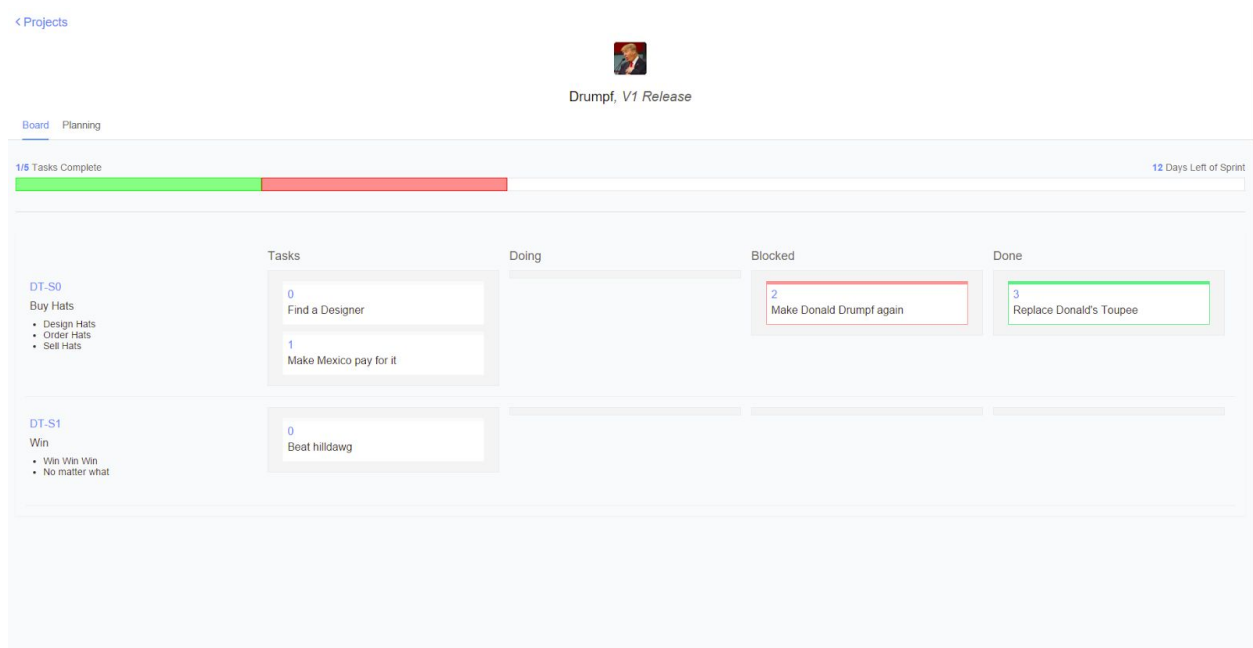 < Projects
Drumpf, V1 Release
Board Planning
1/5 Tasks Complete
12 Days Left of Sprint
Tasks
Doing
Blocked
Done
DT-S0
Buy Hats
• Design Hats
• Order Hats
• Sell Hats
0
Find a Designer
1
Make Mexico pay for it
2
Make Donald Drumpf again
3
Replace Donald's Toupee
DT-S1
Win
• Win Win Win
• No matter what
0
Beat hilldawg